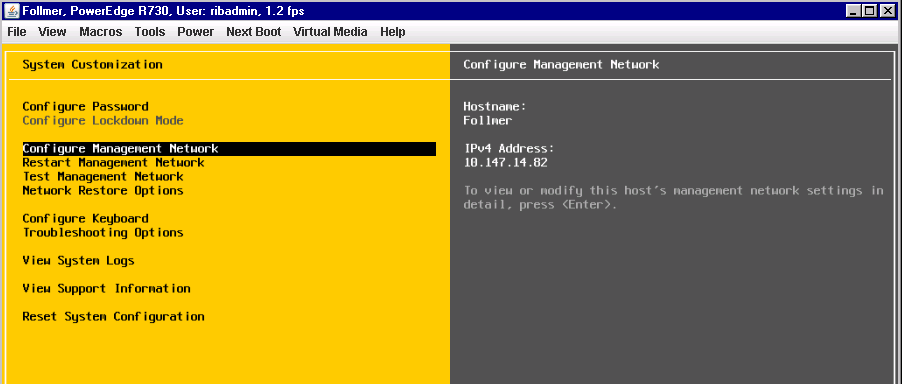 Follmer, PowerEdge R730, User: ribadmin, 1.2 fps
File View Macros Tools Power Next Boot Virtual Media Help
System Customization
Configure Password
Configure Lockdown Mode
Configure Management Network
Restart Management Network
Test Management Network
Network Restore Options
Configure Keyboard
Troubleshooting Options
View System Logs
View Support Information
Reset System Configuration
Configure Management Network
Hostname:
Follmer
IPv4 Address:
10.147.14.82
To view or modify this host's management network settings in
detail, press <Enter>.